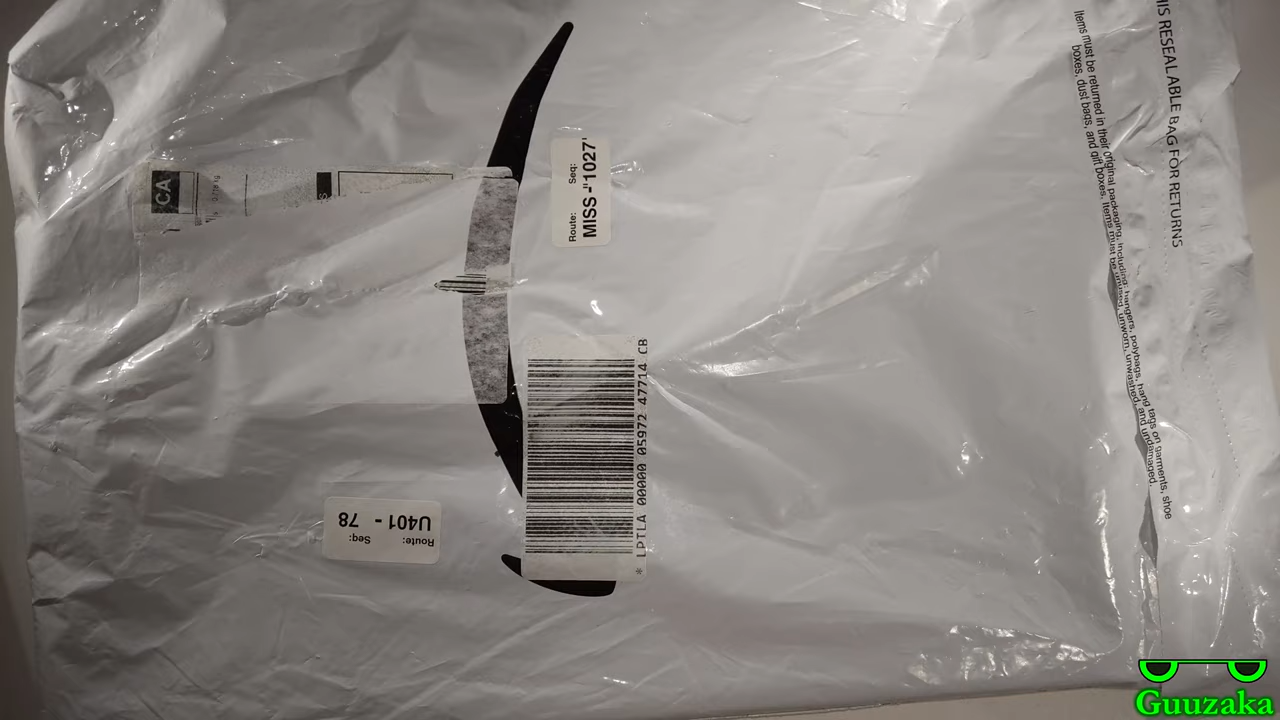 IS RESEALABLE BAG FOR RETURNS
Items must be returned in their original packaging, including: hangers, polybags, hang tags on garments, shoe
boxes, dust bags, and gift boxes. Items must be unused, unworn, unwashed, and undamaged.
Route: Seq:
MISS -"1027"
* LPTLA 00000 05972 47714 CB
CA
S
Route: Seq:
U401 - 78
Guuzaka